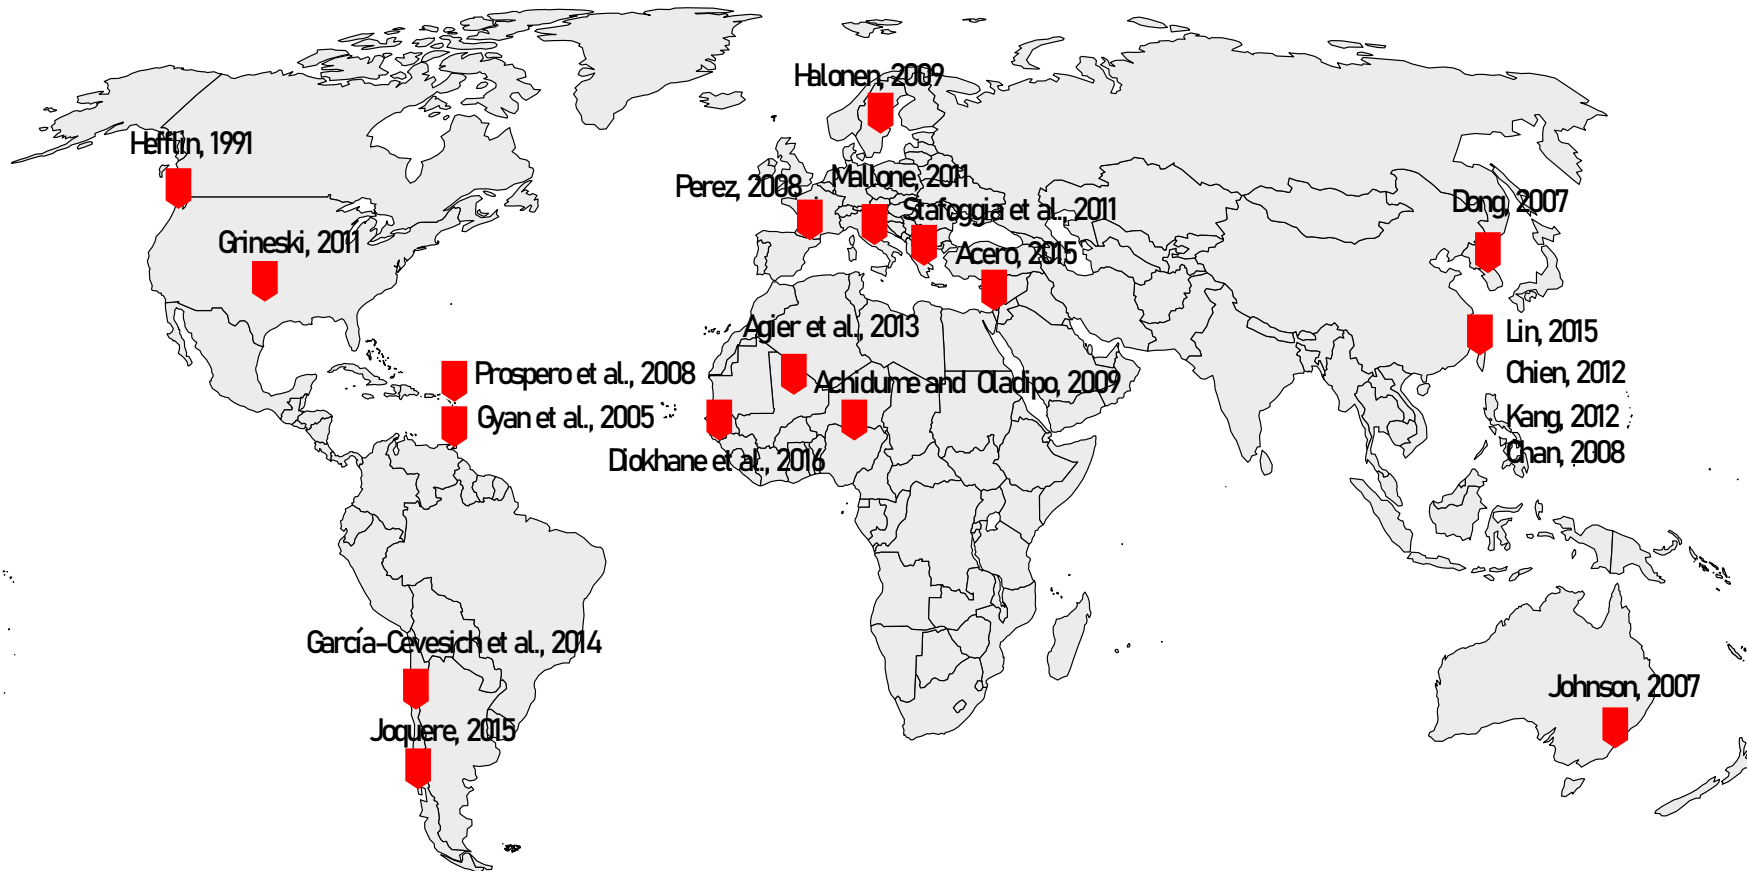 Halonen, 2009
Hefflin, 1991
Mallone, 2011
Perez, 2008
Dong, 2007
Stafoggia et al., 2011
Grineski, 2011
Acero, 2015
Agier et al., 2013
Lin, 2015
Prospero et al., 2008
Chien, 2012
Achidume and Oladipo, 2009
Gyan et al., 2005
Kang, 2012
Chan, 2008
Diokhane et al., 2016
García-Cevesich et al., 2014
Johnson, 2007
Joquere, 2015